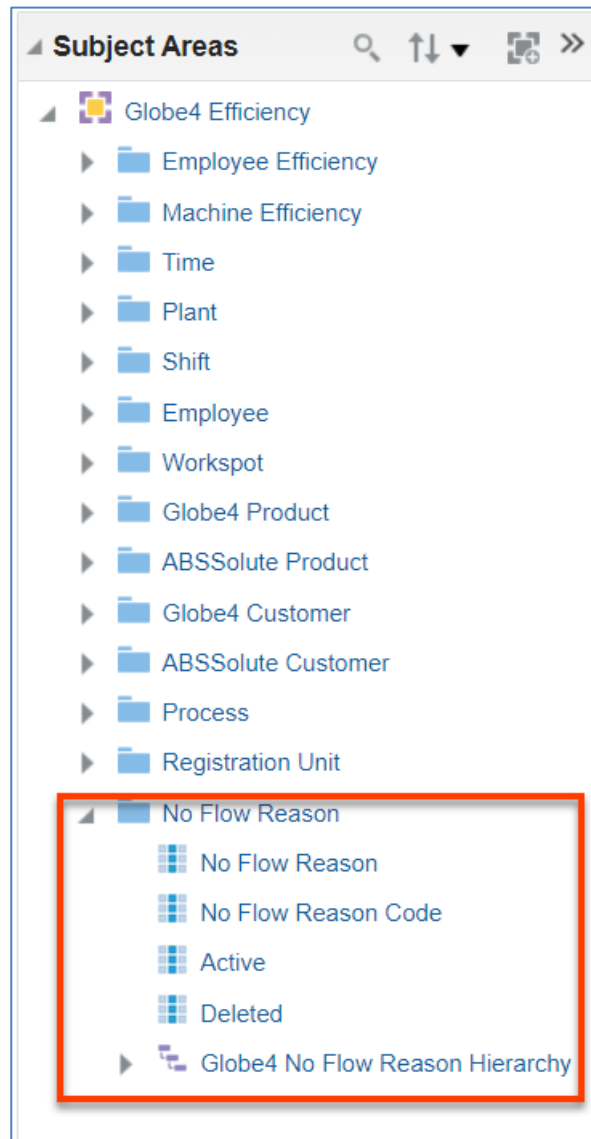 Subject Areas
Globe4 Efficiency
Employee Efficiency
Machine Efficiency
Time
Plant
Shift
Employee
Workspot
Globe4 Product
ABSSolute Product
Globe4 Customer
ABSSolute Customer
Process
Registration Unit
No Flow Reason
No Flow Reason
No Flow Reason Code
Active
Deleted
Globe4 No Flow Reason Hierarchy